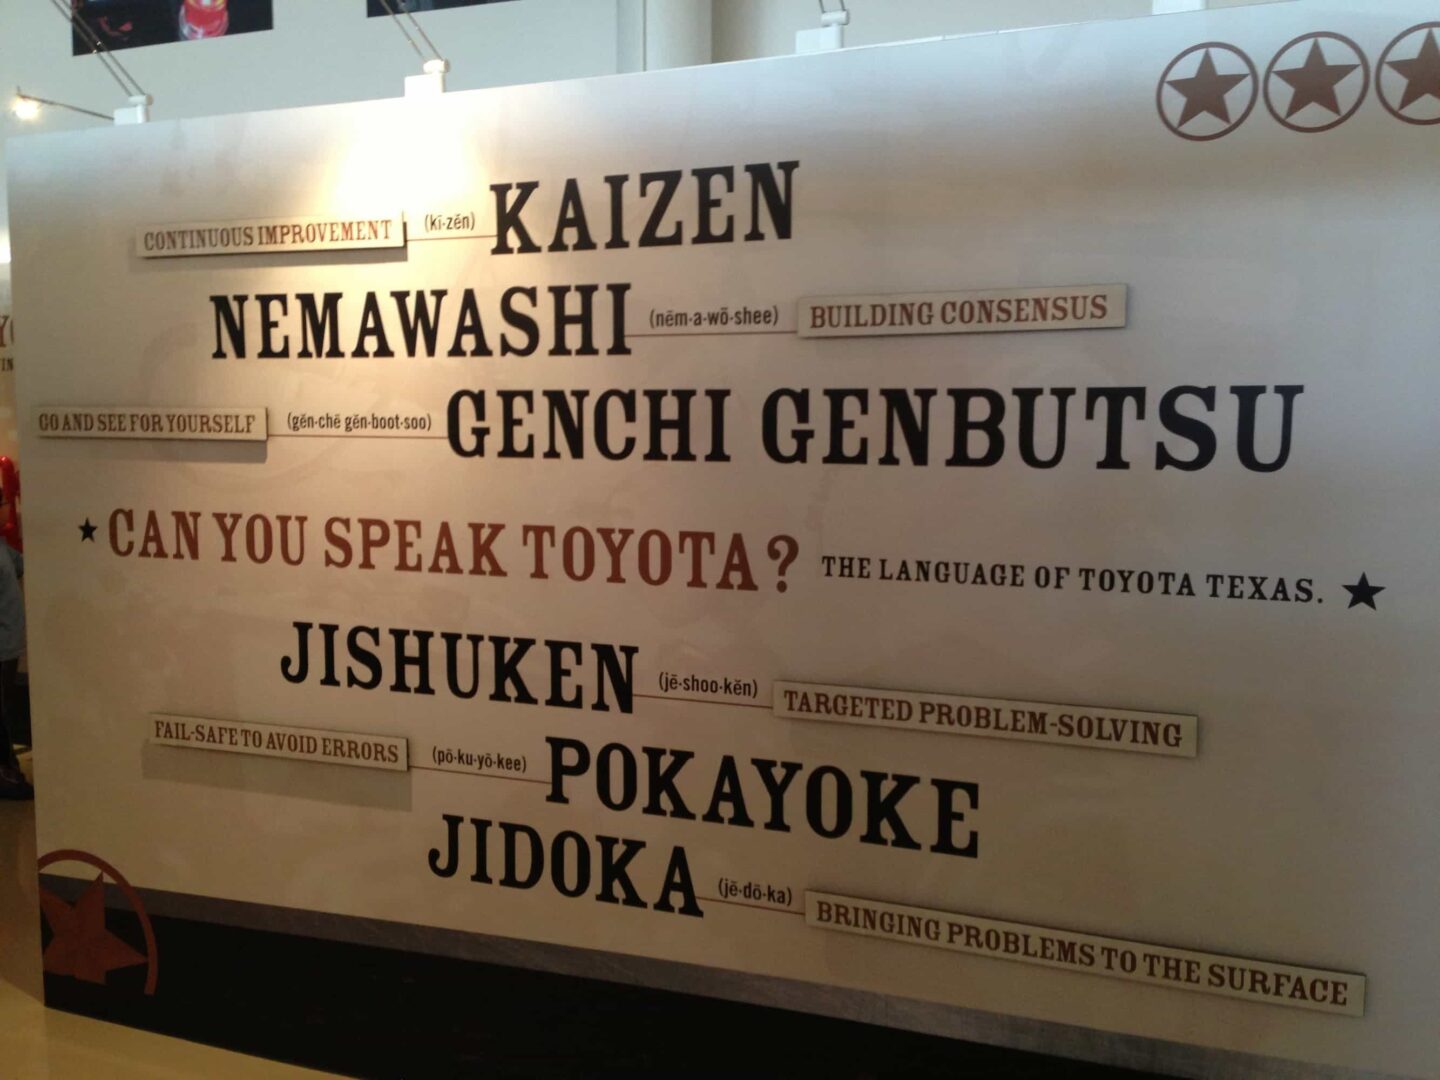 CONTINUOUS IMPROVEMENT (kī-zĕn) KAIZEN
NEMAWASHI (nĕm-a-wŏ-shee) BUILDING CONSENSUS
GO AND SEE FOR YOURSELF (gĕn-chē gĕn-boot-soo) GENCHI GENBUTSU
CAN YOU SPEAK TOYOTA? THE LANGUAGE OF TOYOTA TEXAS.
JISHUKEN (jē-shoo-kĕn) TARGETED PROBLEM-SOLVING
FAIL-SAFE TO AVOID ERRORS (pō-ku-yō-kee) POKAYOKE
JIDOKA (jē-dō-ka) BRINGING PROBLEMS TO THE SURFACE